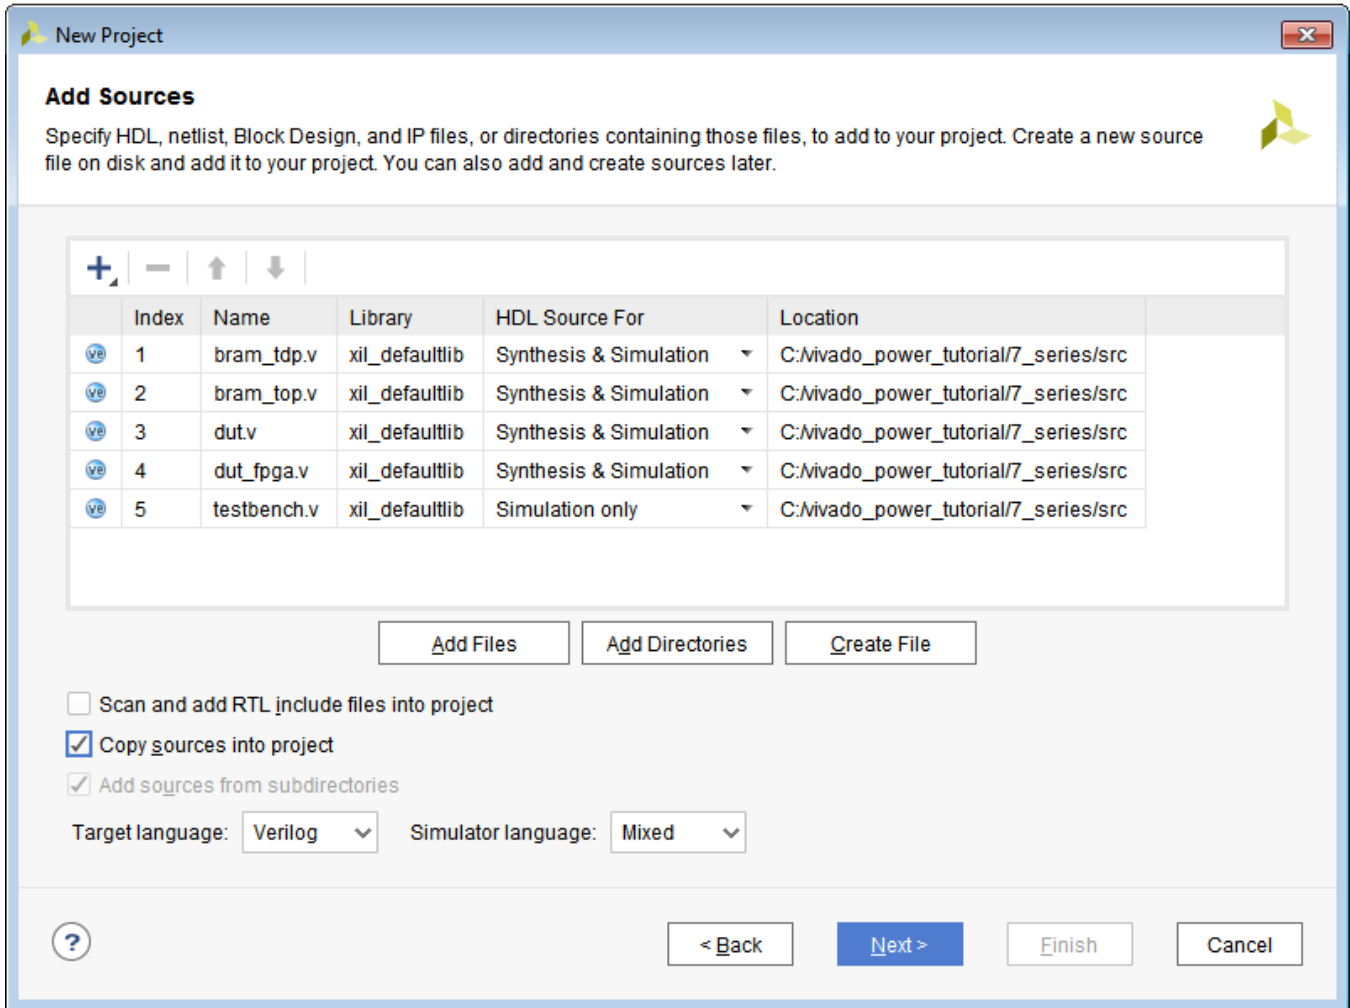 New Project
Add Sources
Specify HDL, netlist, Block Design, and IP files, or directories containing those files, to add to your project. Create a new source
file on disk and add it to your project. You can also add and create sources later.
Index Name Library HDL Source For Location
1 bram_tdp.v xil_defaultlib Synthesis & Simulation C:/vivado_power_tutorial/7_series/src
2 bram_top.v xil_defaultlib Synthesis & Simulation C:/vivado_power_tutorial/7_series/src
3 dut.v xil_defaultlib Synthesis & Simulation C:/vivado_power_tutorial/7_series/src
4 dut_fpga.v xil_defaultlib Synthesis & Simulation C:/vivado_power_tutorial/7_series/src
5 testbench.v xil_defaultlib Simulation only C:/vivado_power_tutorial/7_series/src
Add Files Add Directories Create File
Scan and add RTL include files into project
Copy sources into project
Add sources from subdirectories
Target language: Verilog Simulator language: Mixed
? < Back Next > Finish Cancel